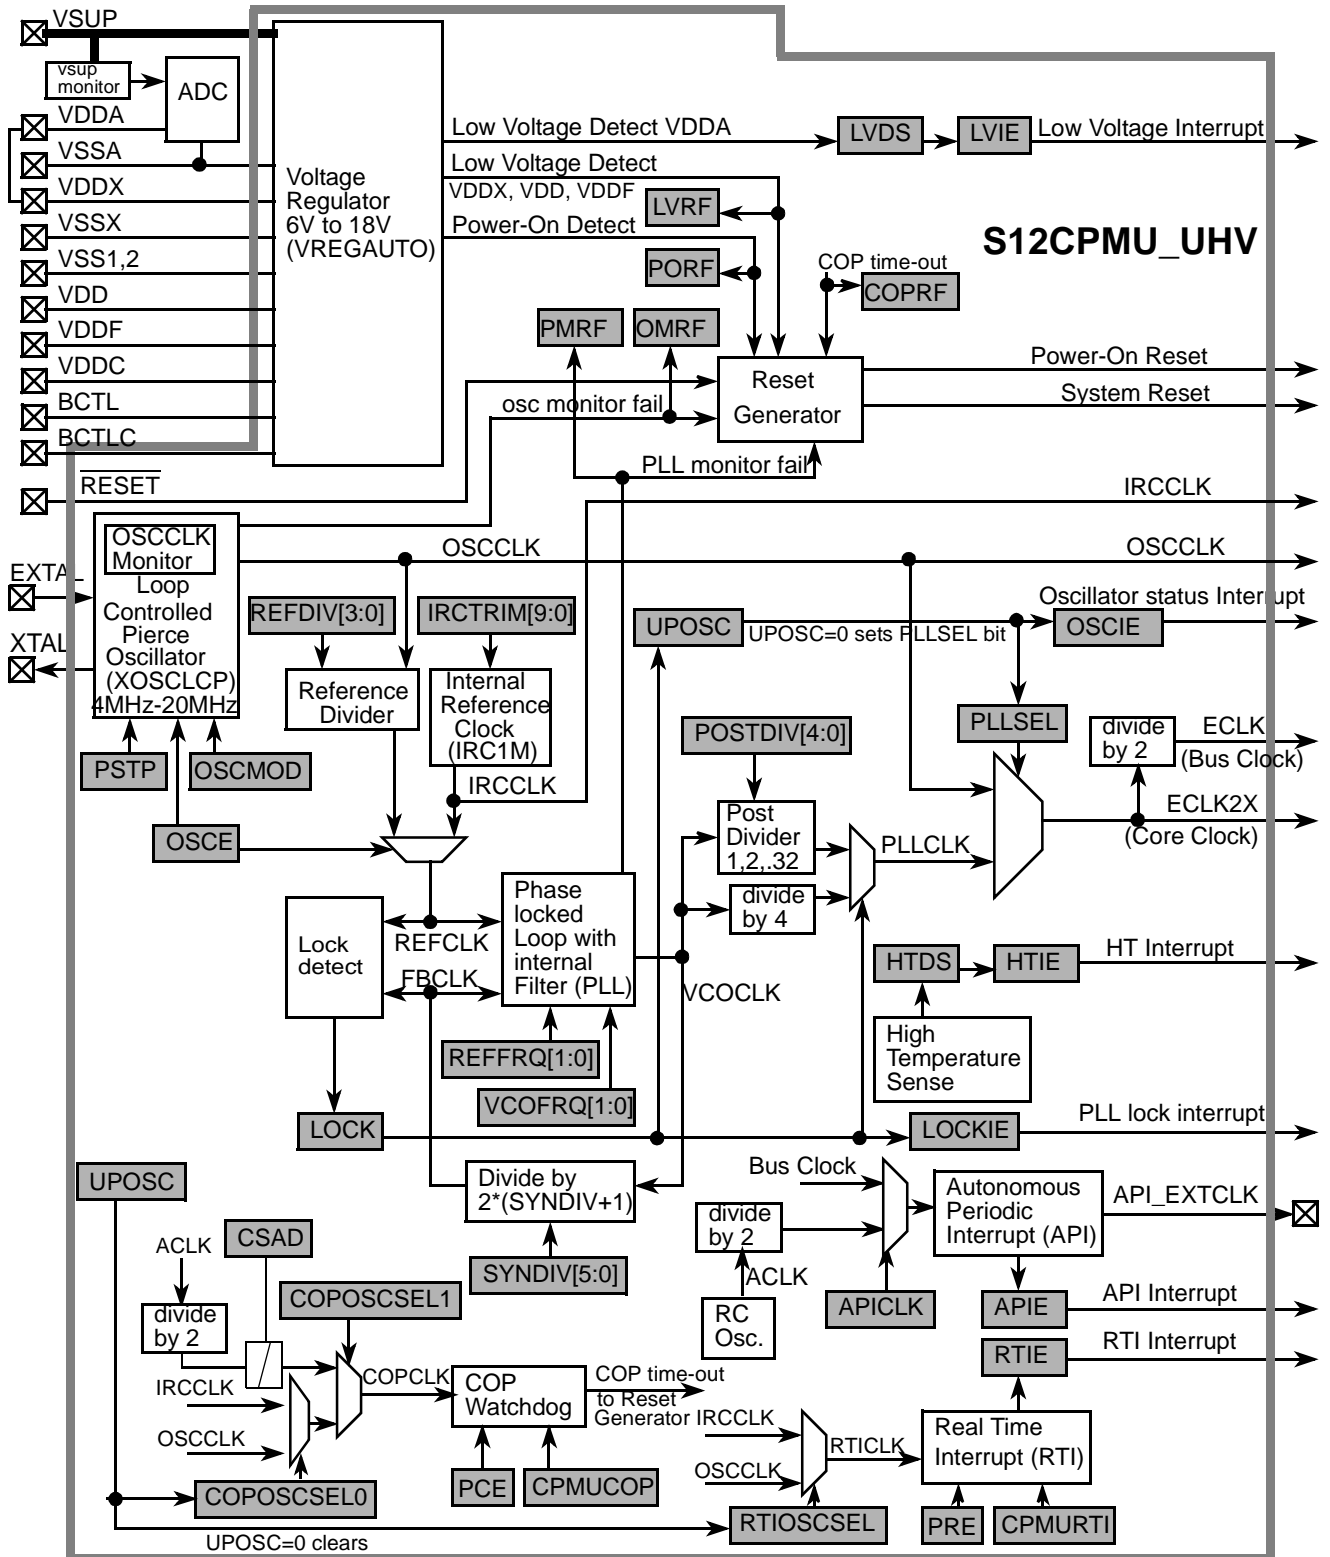 VSUP
vsup
monitor
ADC
VDDA
VSSA
VDDX
VSSX
VSS1,2
VDD
VDDF
VDDC
BCTL
BCTLC
RESET
Voltage
Regulator
6V to 18V
(VREGAUTO)
Low Voltage Detect VDDA
Low Voltage Detect
VDDX, VDD, VDDF
Power-On Detect
LVDS
LVIE
Low Voltage Interrupt
LVRF
PORF
S12CPMU_UHV
COP time-out
COPRF
PMRF
OMRF
Reset
Generator
Power-On Reset
System Reset
osc monitor fail
PLL monitor fail
IRCCLK
OSCCLK
Monitor
Loop
Controlled
Pierce
Oscillator
(XOSCLCP)
4MHz-20MHz
EXTAL
XTAL
OSCCLK
OSCCLK
REFDIV[3:0]
IRCTRIM[9:0]
UPOSC
UPOSC=0 sets PLLSEL bit
Oscillator status Interrupt
OSCIE
Reference
Divider
Internal
Reference
Clock
(IRC1M)
PSTP
OSCMOD
OSCE
IRCCLK
POSTDIV[4:0]
PLLSEL
divide
by 2
ECLK
(Bus Clock)
ECLK2X
(Core Clock)
Post
Divider
1,2,.32
PLLCLK
divide
by 4
Lock
detect
REFCLK
FBCLK
Phase
locked
Loop with
internal
Filter (PLL)
VCOCLK
REFFRQ[1:0]
VCOFRQ[1:0]
HTDS
HTIE
HT Interrupt
High
Temperature
Sense
LOCK
LOCKIE
PLL lock interrupt
UPOSC
Divide by
2*(SYNDIV+1)
SYNDIV[5:0]
Bus Clock
divide
by 2
ACLK
RC
Osc.
APICLK
Autonomous
Periodic
Interrupt (API)
API_EXTCLK
APIE
API Interrupt
RTIE
RTI Interrupt
ACLK
CSAD
divide
by 2
COPOSCSEL1
IRCCLK
OSCCLK
COPCLK
COP
Watchdog
COP time-out
to Reset
Generator
PCE
CPMUCOP
COPOSCSEL0
UPOSC=0 clears
IRCCLK
OSCCLK
RTICLK
RTIOSCSEL
Real Time
Interrupt (RTI)
PRE
CPMURTI